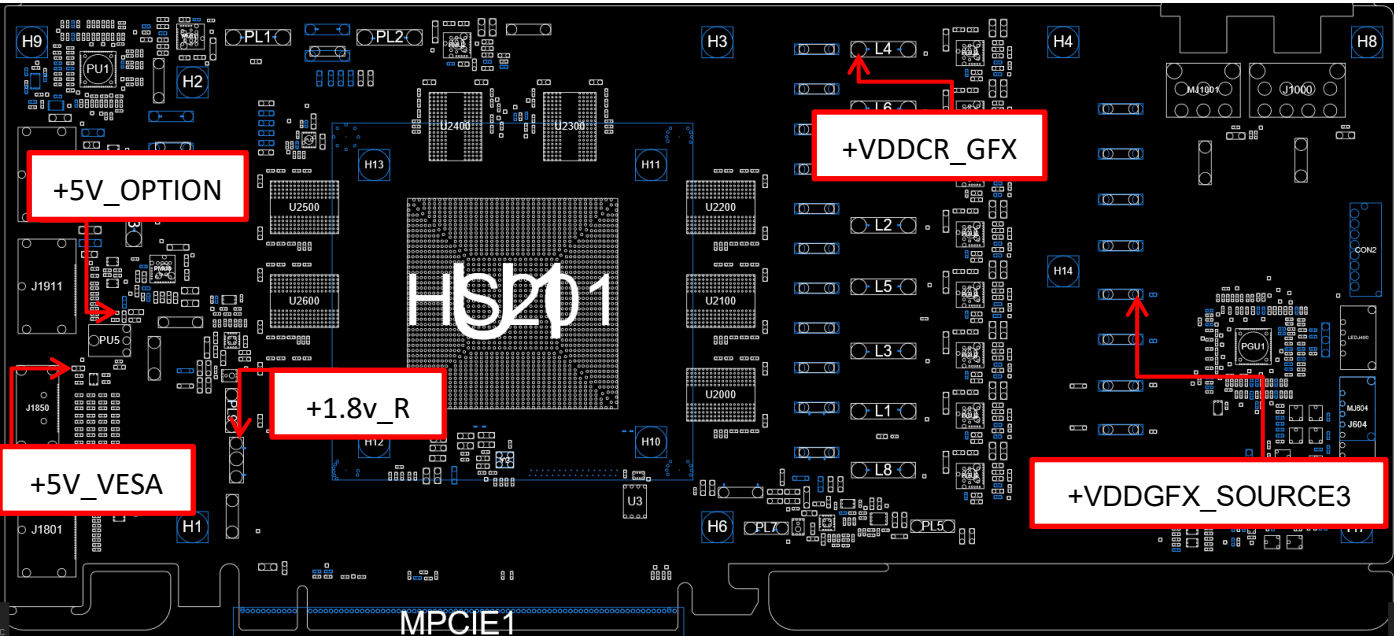 H9
PU1
H2
PL1
PL2
H3
L4
H4
H8
MJ1001
J1000
L6
+VDDCR_GFX
U2400
U2300
H13
H11
+5V_OPTION
U2500
U2200
L2
CON2
J1911
H14
U2600
U2100
L5
HS201
U1
PU5
L3
PGU1
J1850
+1.8v_R
U2000
L1
MJ604
J604
H12
H10
+5V_VESA
L8
+VDDGFX_SOURCE3
U3
J1801
H1
H6
PL7
PL5
MPCIE1